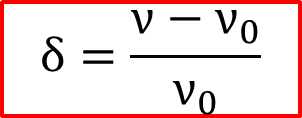 δ = (ν − ν₀) / ν₀